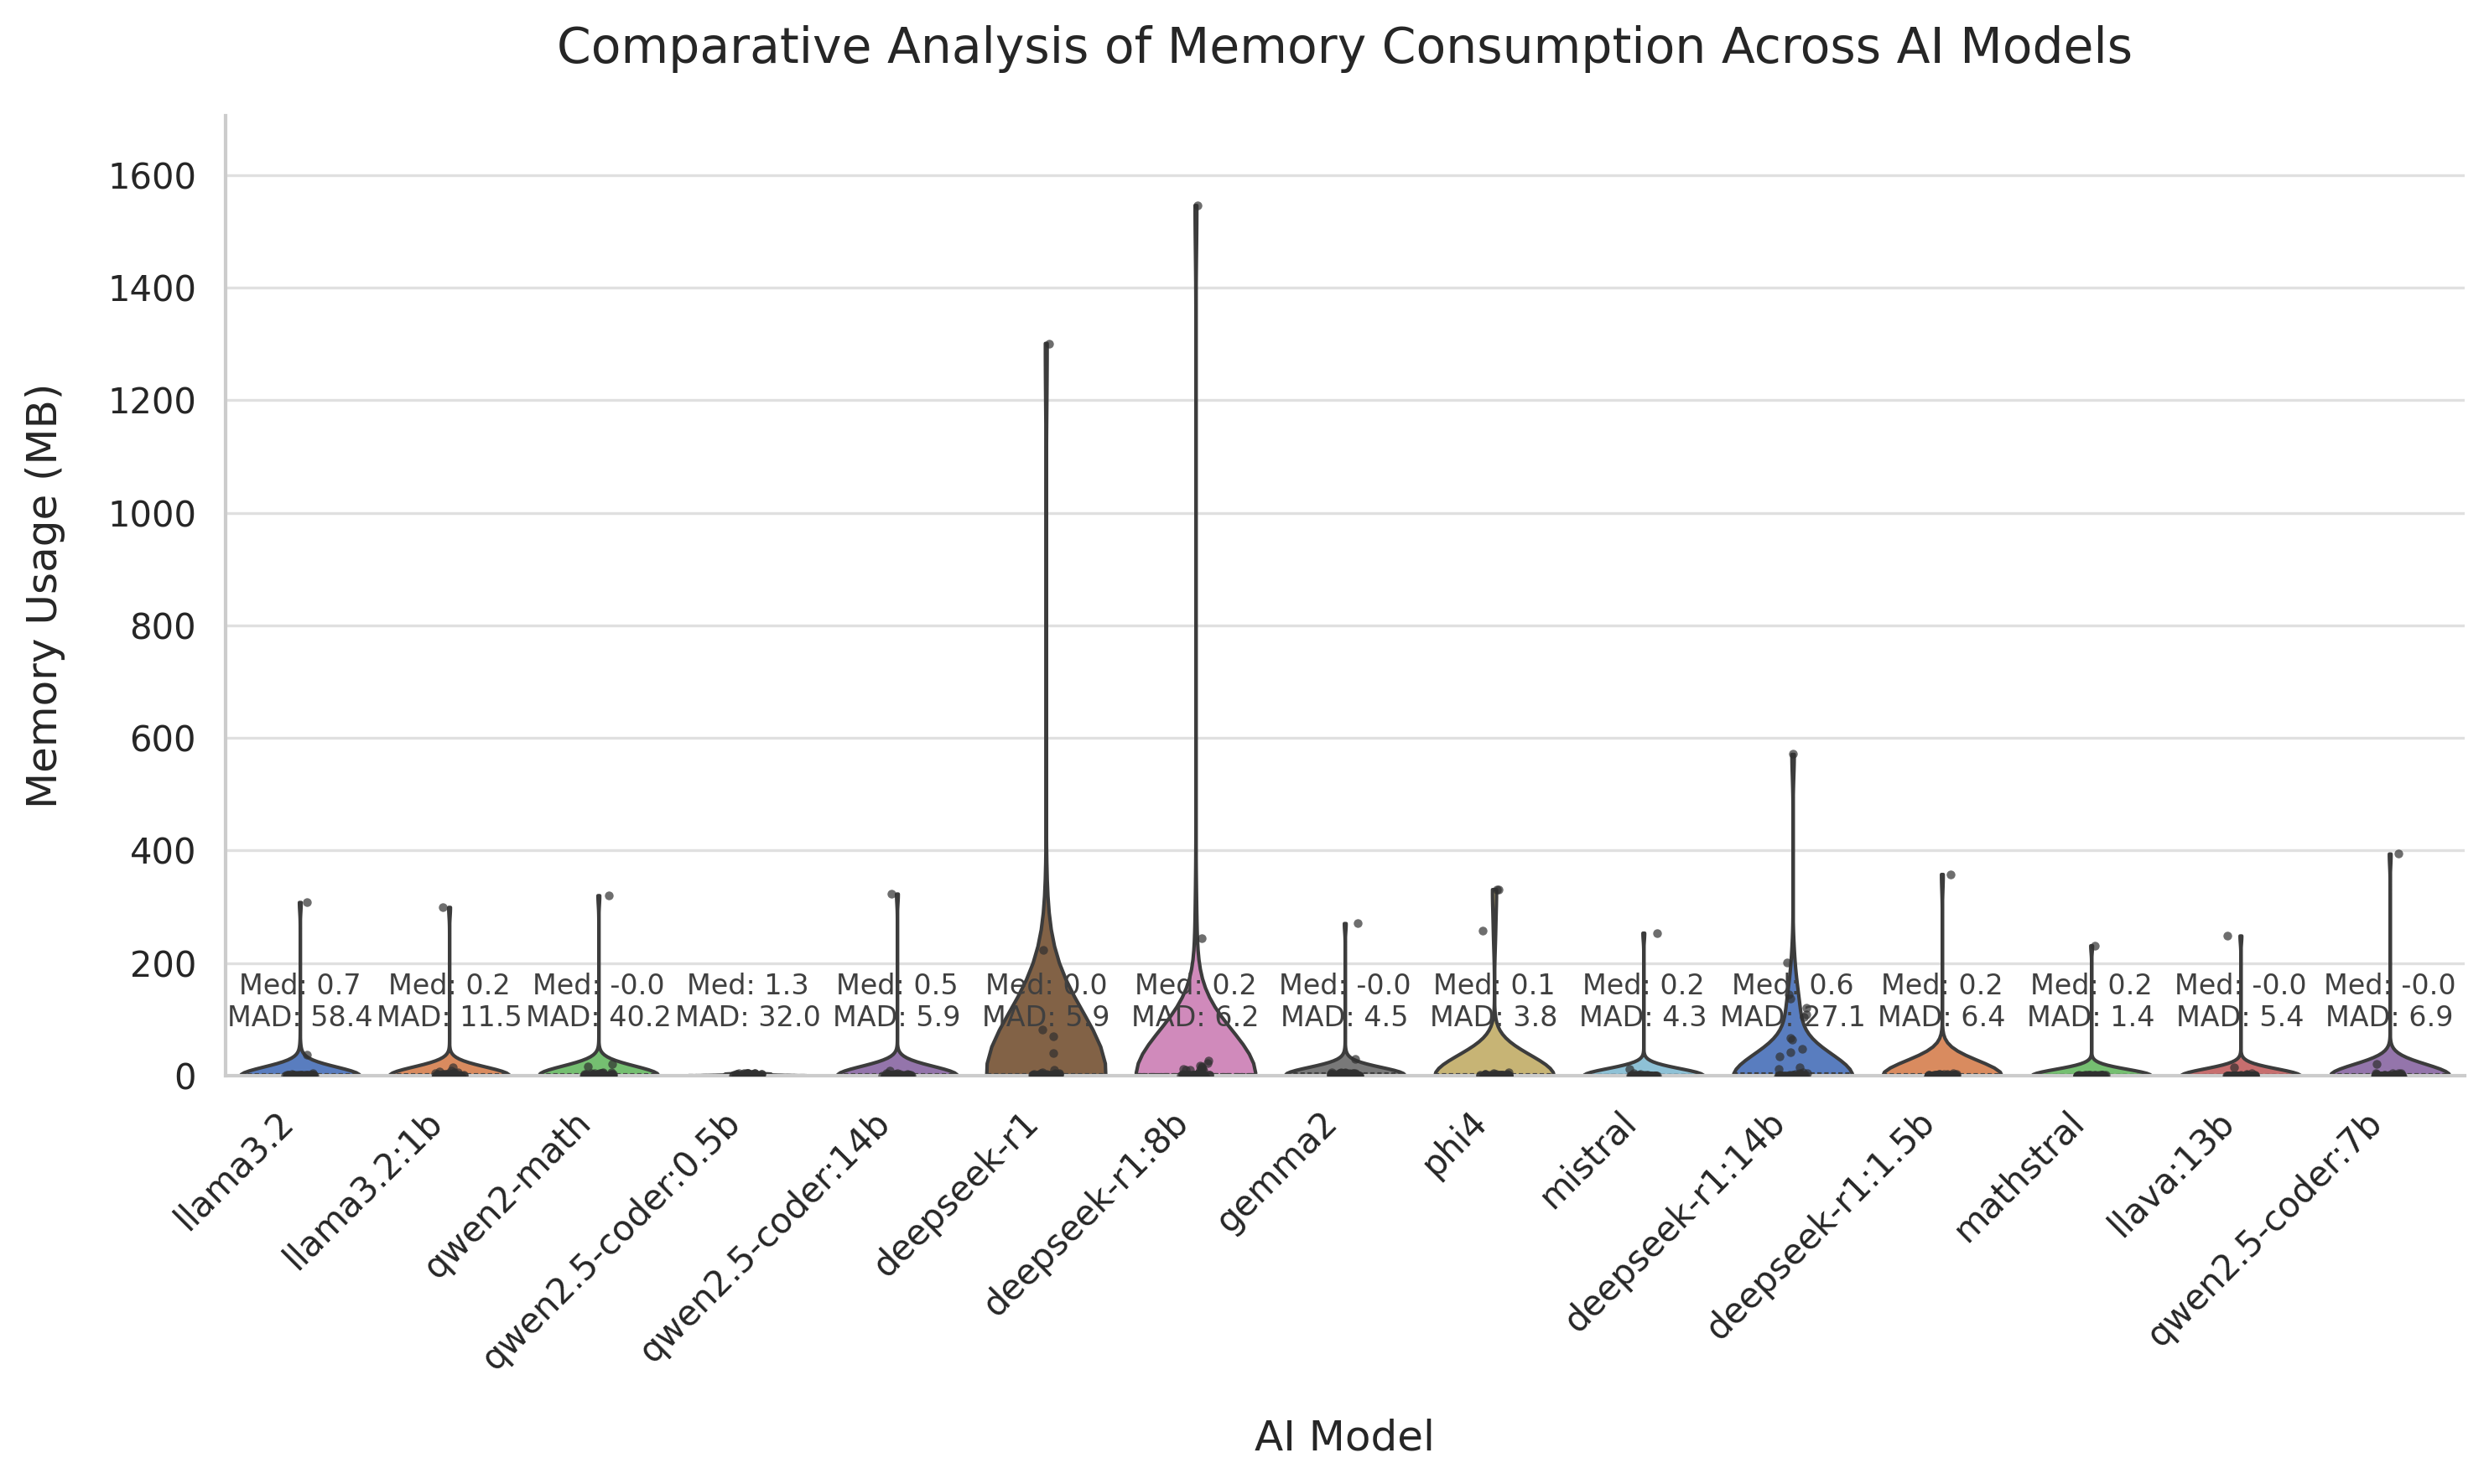 Comparative Analysis of Memory Consumption Across AI Models
Memory Usage (MB)
1600
1400
1200
1000
800
600
400
200
0
Med: 0.7 Med: 0.2 Med: -0.0 Med: 1.3 Med: 0.5 Med: 0.0 Med: 0.2 Med: -0.0 Med: 0.1 Med: 0.2 Med: 0.6 Med: 0.2 Med: 0.2 Med: -0.0 Med: -0.0
MAD: 58.4 MAD: 11.5 MAD: 40.2 MAD: 32.0 MAD: 5.9 MAD: 5.9 MAD: 6.2 MAD: 4.5 MAD: 3.8 MAD: 4.3 MAD: 27.1 MAD: 6.4 MAD: 1.4 MAD: 5.4 MAD: 6.9
llama3.2
llama3.2:1b
qwen2-math
qwen2.5-coder:0.5b
qwen2.5-coder:14b
deepseek-r1
deepseek-r1:8b
gemma2
phi4
mistral
deepseek-r1:14b
deepseek-r1:1.5b
mathstral
llava:13b
qwen2.5-coder:7b
AI Model